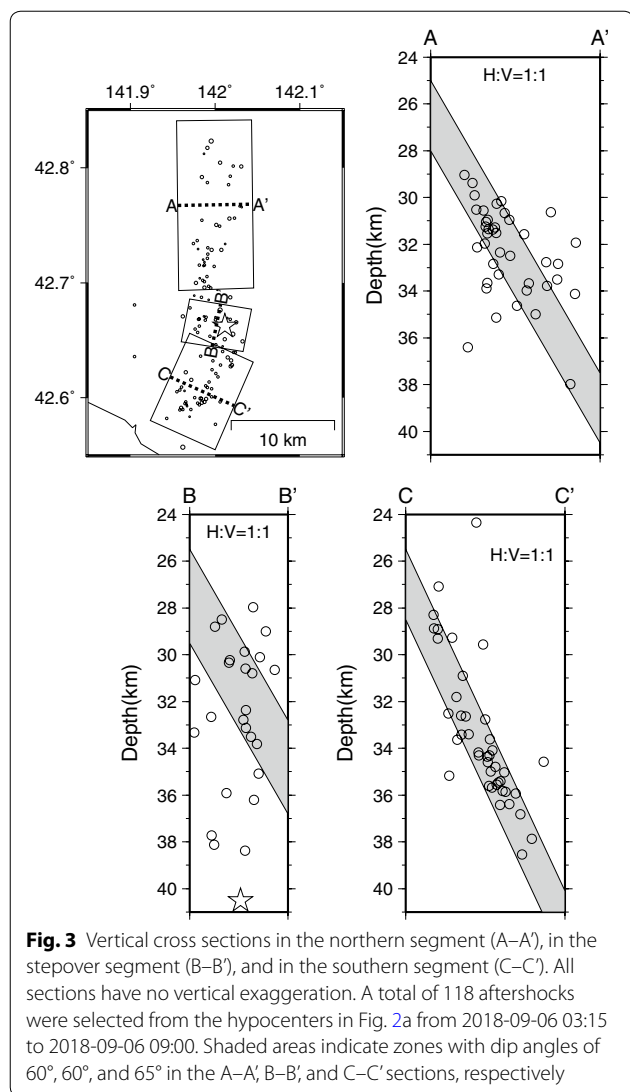 141.9° 142° 142.1°
42.8°
42.7°
42.6°
A A'
B'
B
C
C'
10 km
A A'
H:V=1:1
Depth(km)
24
26
28
30
32
34
36
38
40
B B'
H:V=1:1
Depth(km)
24
26
28
30
32
34
36
38
40
C C'
H:V=1:1
Depth(km)
24
26
28
30
32
34
36
38
40
Fig. 3 Vertical cross sections in the northern segment (A–A′), in the
stepover segment (B–B′), and in the southern segment (C–C′). All
sections have no vertical exaggeration. A total of 118 aftershocks
were selected from the hypocenters in Fig. 2a from 2018-09-06 03:15
to 2018-09-06 09:00. Shaded areas indicate zones with dip angles of
60°, 60°, and 65° in the A–A′, B–B′, and C–C′ sections, respectively